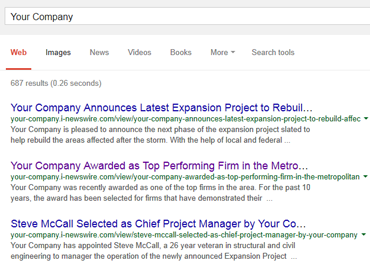 Your Company
Web Images News Videos Books More Search tools
687 results (0.26 seconds)
Your Company Announces Latest Expansion Project to Rebuil...
your-company.i-newswire.com/view/your-company-announces-latest-expansion-project-to-rebuild-affec
Your Company is pleased to announce the next phase of the expansion project slated to
help rebuild the areas affected after the storm. With the help of local and federal ...
Your Company Awarded as Top Performing Firm in the Metro...
your-company.i-newswire.com/view/your-company-awarded-as-top-performing-firm-in-the-metropolitan
Your Company was recently awarded as one of the top firms in the area. For the past 10
years, the award has been selected for firms that have demonstrated their ...
Steve McCall Selected as Chief Project Manager by Your Co...
your-company.i-newswire.com/view/steve-mccall-selected-as-chief-project-manager-by-your-company
Your Company has appointed Steve McCall, a 26 year veteran in structural and civil
engineering to manager the operation of the newly announced Expansion Project ...